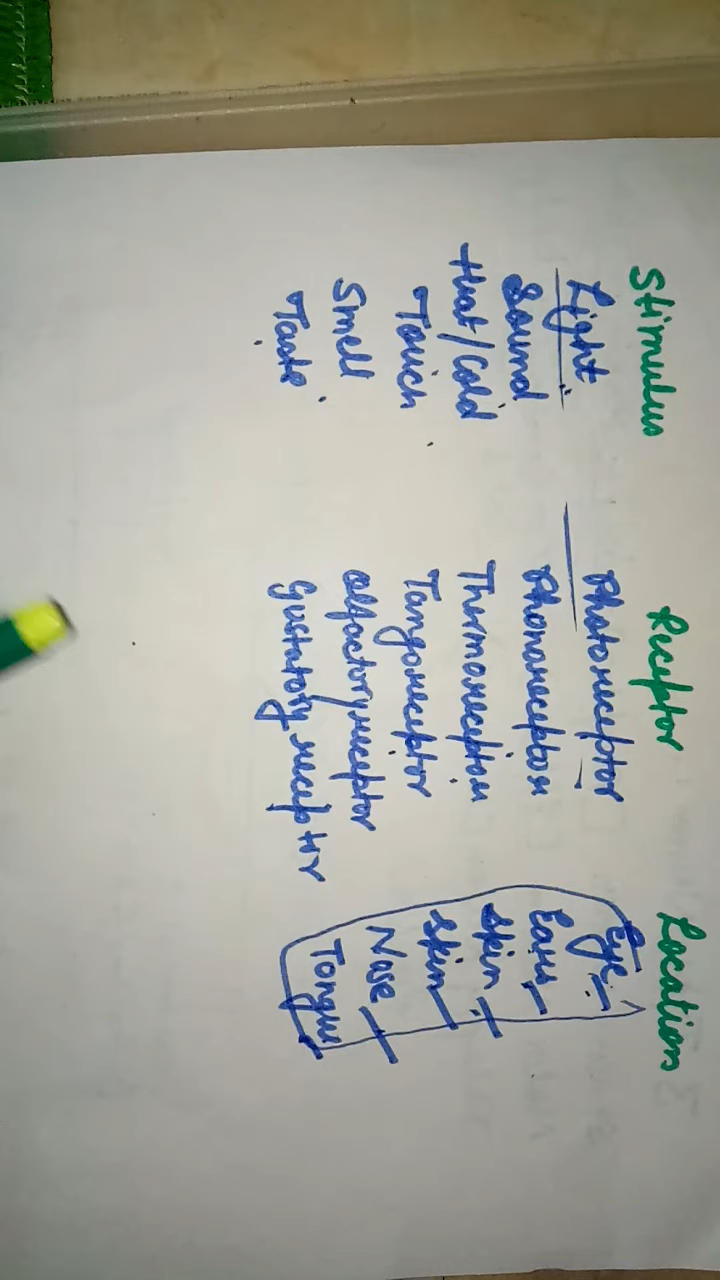 Stimulus Receptor Location
Light Photoreceptor Eye
Sound Phonoreceptor Ears
Heat/Cold Thermoreceptor Skin
Touch Tangoreceptor Skin
Smell Olfactory receptor Nose
Taste Gustatory receptor Tongue